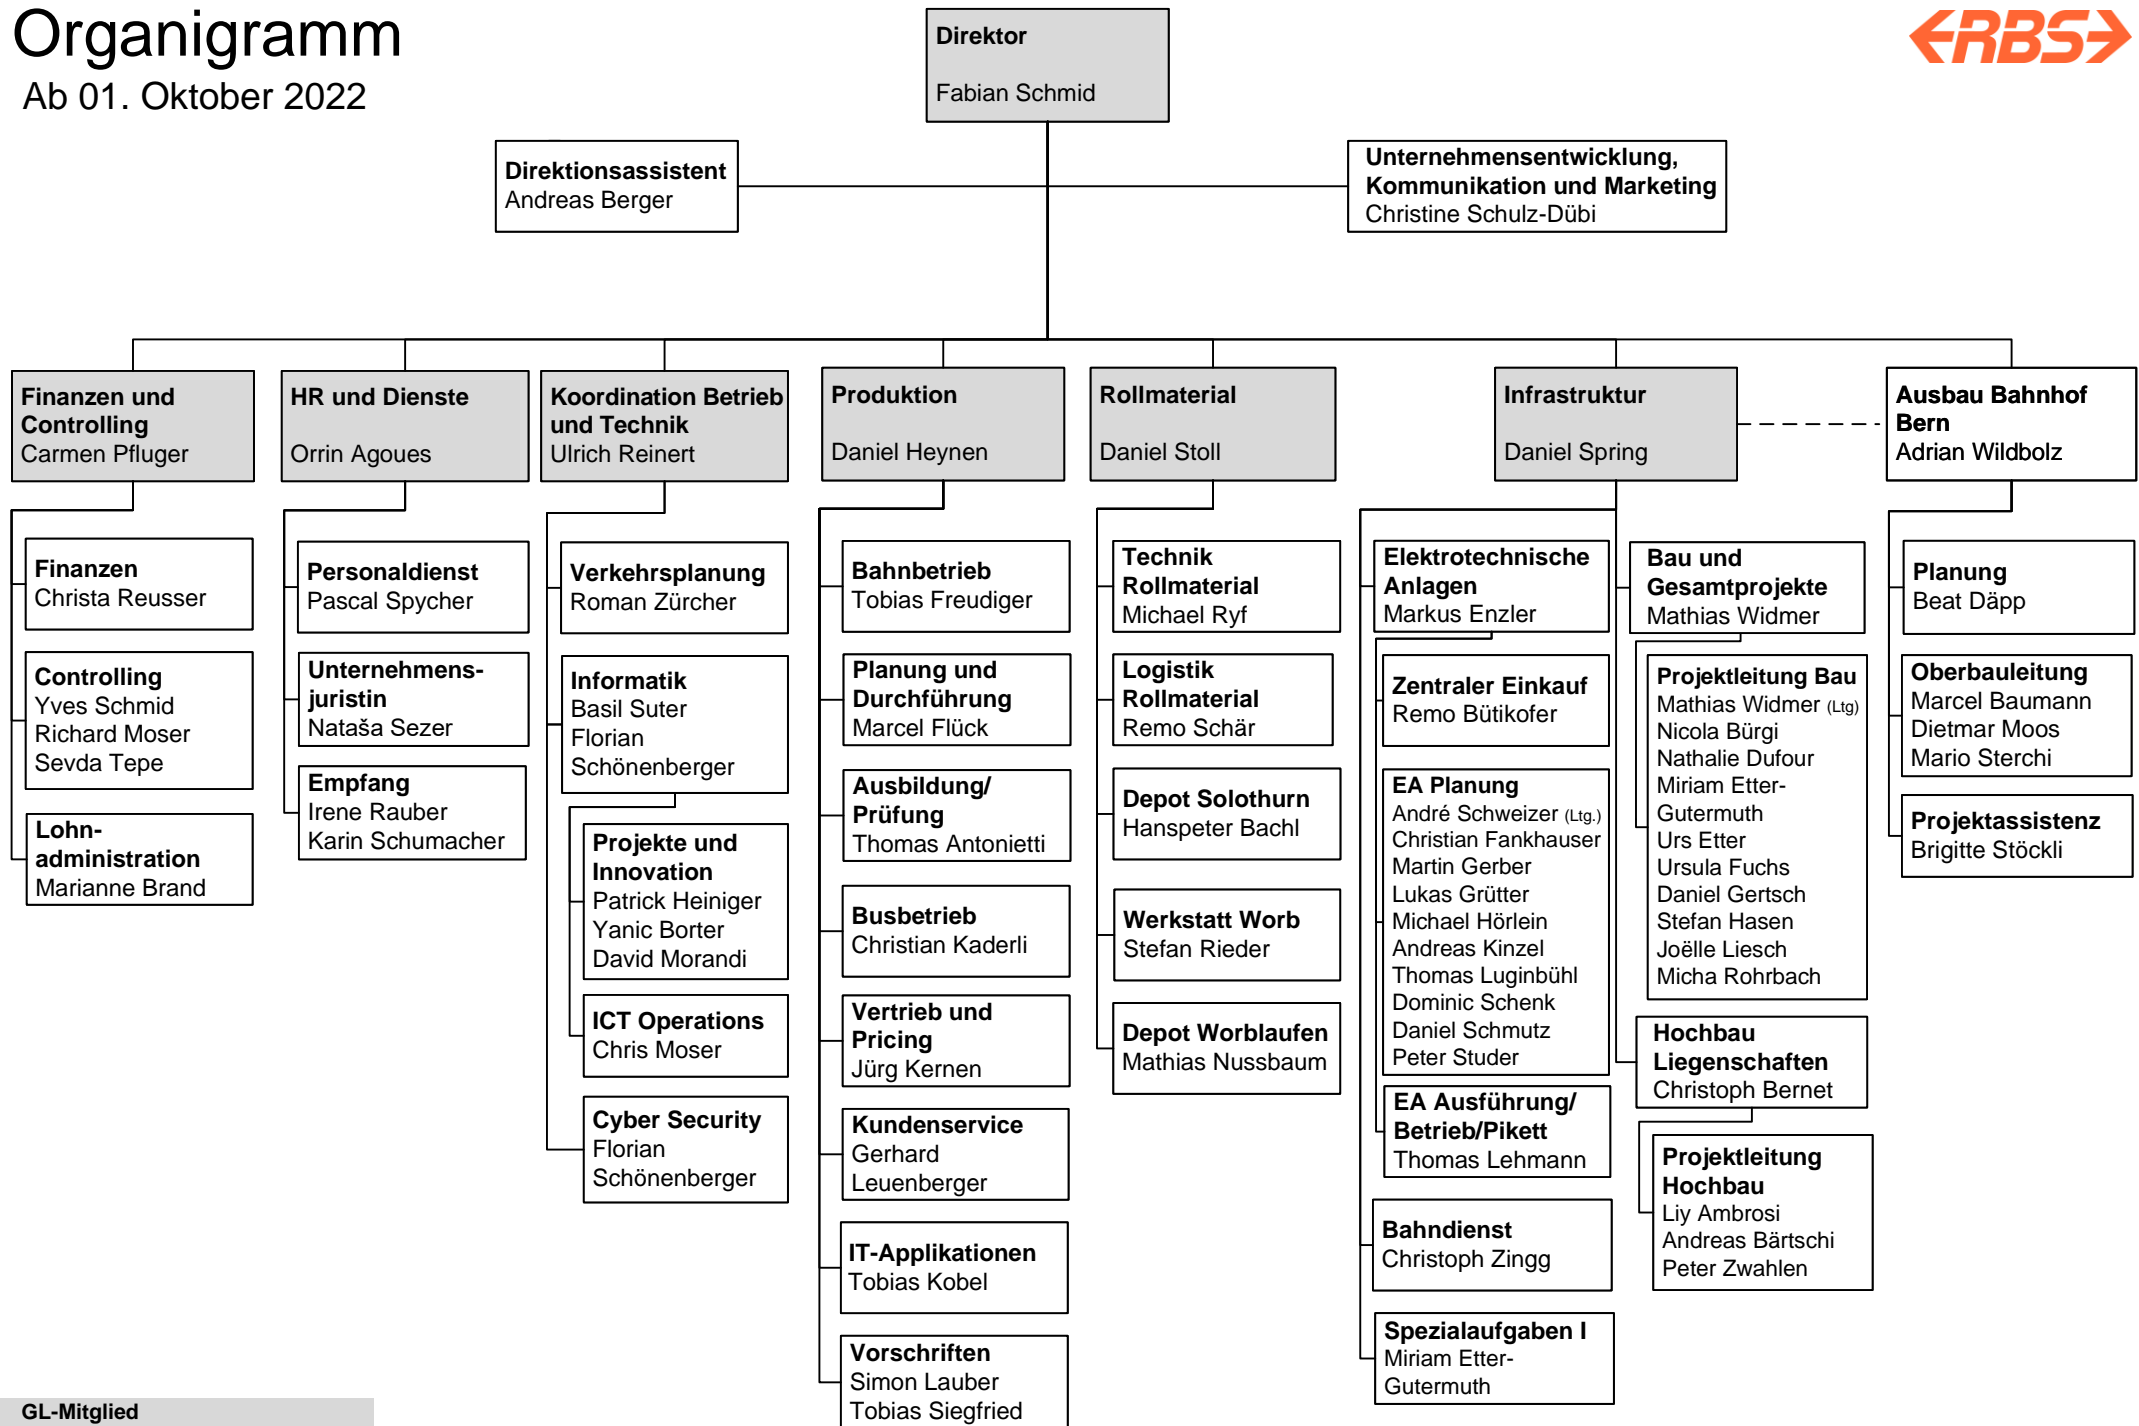 Organigramm
Ab 01. Oktober 2022
RBS
Direktor
Fabian Schmid
Direktionsassistent
Andreas Berger
Unternehmensentwicklung,
Kommunikation und Marketing
Christine Schulz-Dübi
Finanzen und
Controlling
Carmen Pfluger
Finanzen
Christa Reusser
Controlling
Yves Schmid
Richard Moser
Sevda Tepe
Lohn-
administration
Marianne Brand
HR und Dienste
Orrin Agoues
Personaldienst
Pascal Spycher
Unternehmens-
juristin
Nataša Sezer
Empfang
Irene Rauber
Karin Schumacher
Koordination Betrieb
und Technik
Ulrich Reinert
Verkehrsplanung
Roman Zürcher
Informatik
Basil Suter
Florian
Schönenberger
Projekte und
Innovation
Patrick Heiniger
Yanic Borter
David Morandi
ICT Operations
Chris Moser
Cyber Security
Florian
Schönenberger
Produktion
Daniel Heynen
Bahnbetrieb
Tobias Freudiger
Planung und
Durchführung
Marcel Flück
Ausbildung/
Prüfung
Thomas Antonietti
Busbetrieb
Christian Kaderli
Vertrieb und
Pricing
Jürg Kernen
Kundenservice
Gerhard
Leuenberger
IT-Applikationen
Tobias Kobel
Vorschriften
Simon Lauber
Tobias Siegfried
Rollmaterial
Daniel Stoll
Technik
Rollmaterial
Michael Ryf
Logistik
Rollmaterial
Remo Schär
Depot Solothurn
Hanspeter Bachl
Werkstatt Worb
Stefan Rieder
Depot Worblaufen
Mathias Nussbaum
Infrastruktur
Daniel Spring
Elektrotechnische
Anlagen
Markus Enzler
Zentraler Einkauf
Remo Bütikofer
EA Planung
André Schweizer (Ltg.)
Christian Fankhauser
Martin Gerber
Lukas Grütter
Michael Hörlein
Andreas Kinzel
Thomas Luginbühl
Dominic Schenk
Daniel Schmutz
Peter Studer
EA Ausführung/
Betrieb/Pikett
Thomas Lehmann
Bahndienst
Christoph Zingg
Spezialaufgaben I
Miriam Etter-
Gutermuth
Bau und
Gesamtprojekte
Mathias Widmer
Projektleitung Bau
Mathias Widmer (Ltg)
Nicola Bürgi
Nathalie Dufour
Miriam Etter-
Gutermuth
Urs Etter
Ursula Fuchs
Daniel Gertsch
Stefan Hasen
Joëlle Liesch
Micha Rohrbach
Hochbau
Liegenschaften
Christoph Bernet
Projektleitung
Hochbau
Liy Ambrosi
Andreas Bärtschi
Peter Zwahlen
Ausbau Bahnhof
Bern
Adrian Wildbolz
Planung
Beat Däpp
Oberbauleitung
Marcel Baumann
Dietmar Moos
Mario Sterchi
Projektassistenz
Brigitte Stöckli
GL-Mitglied